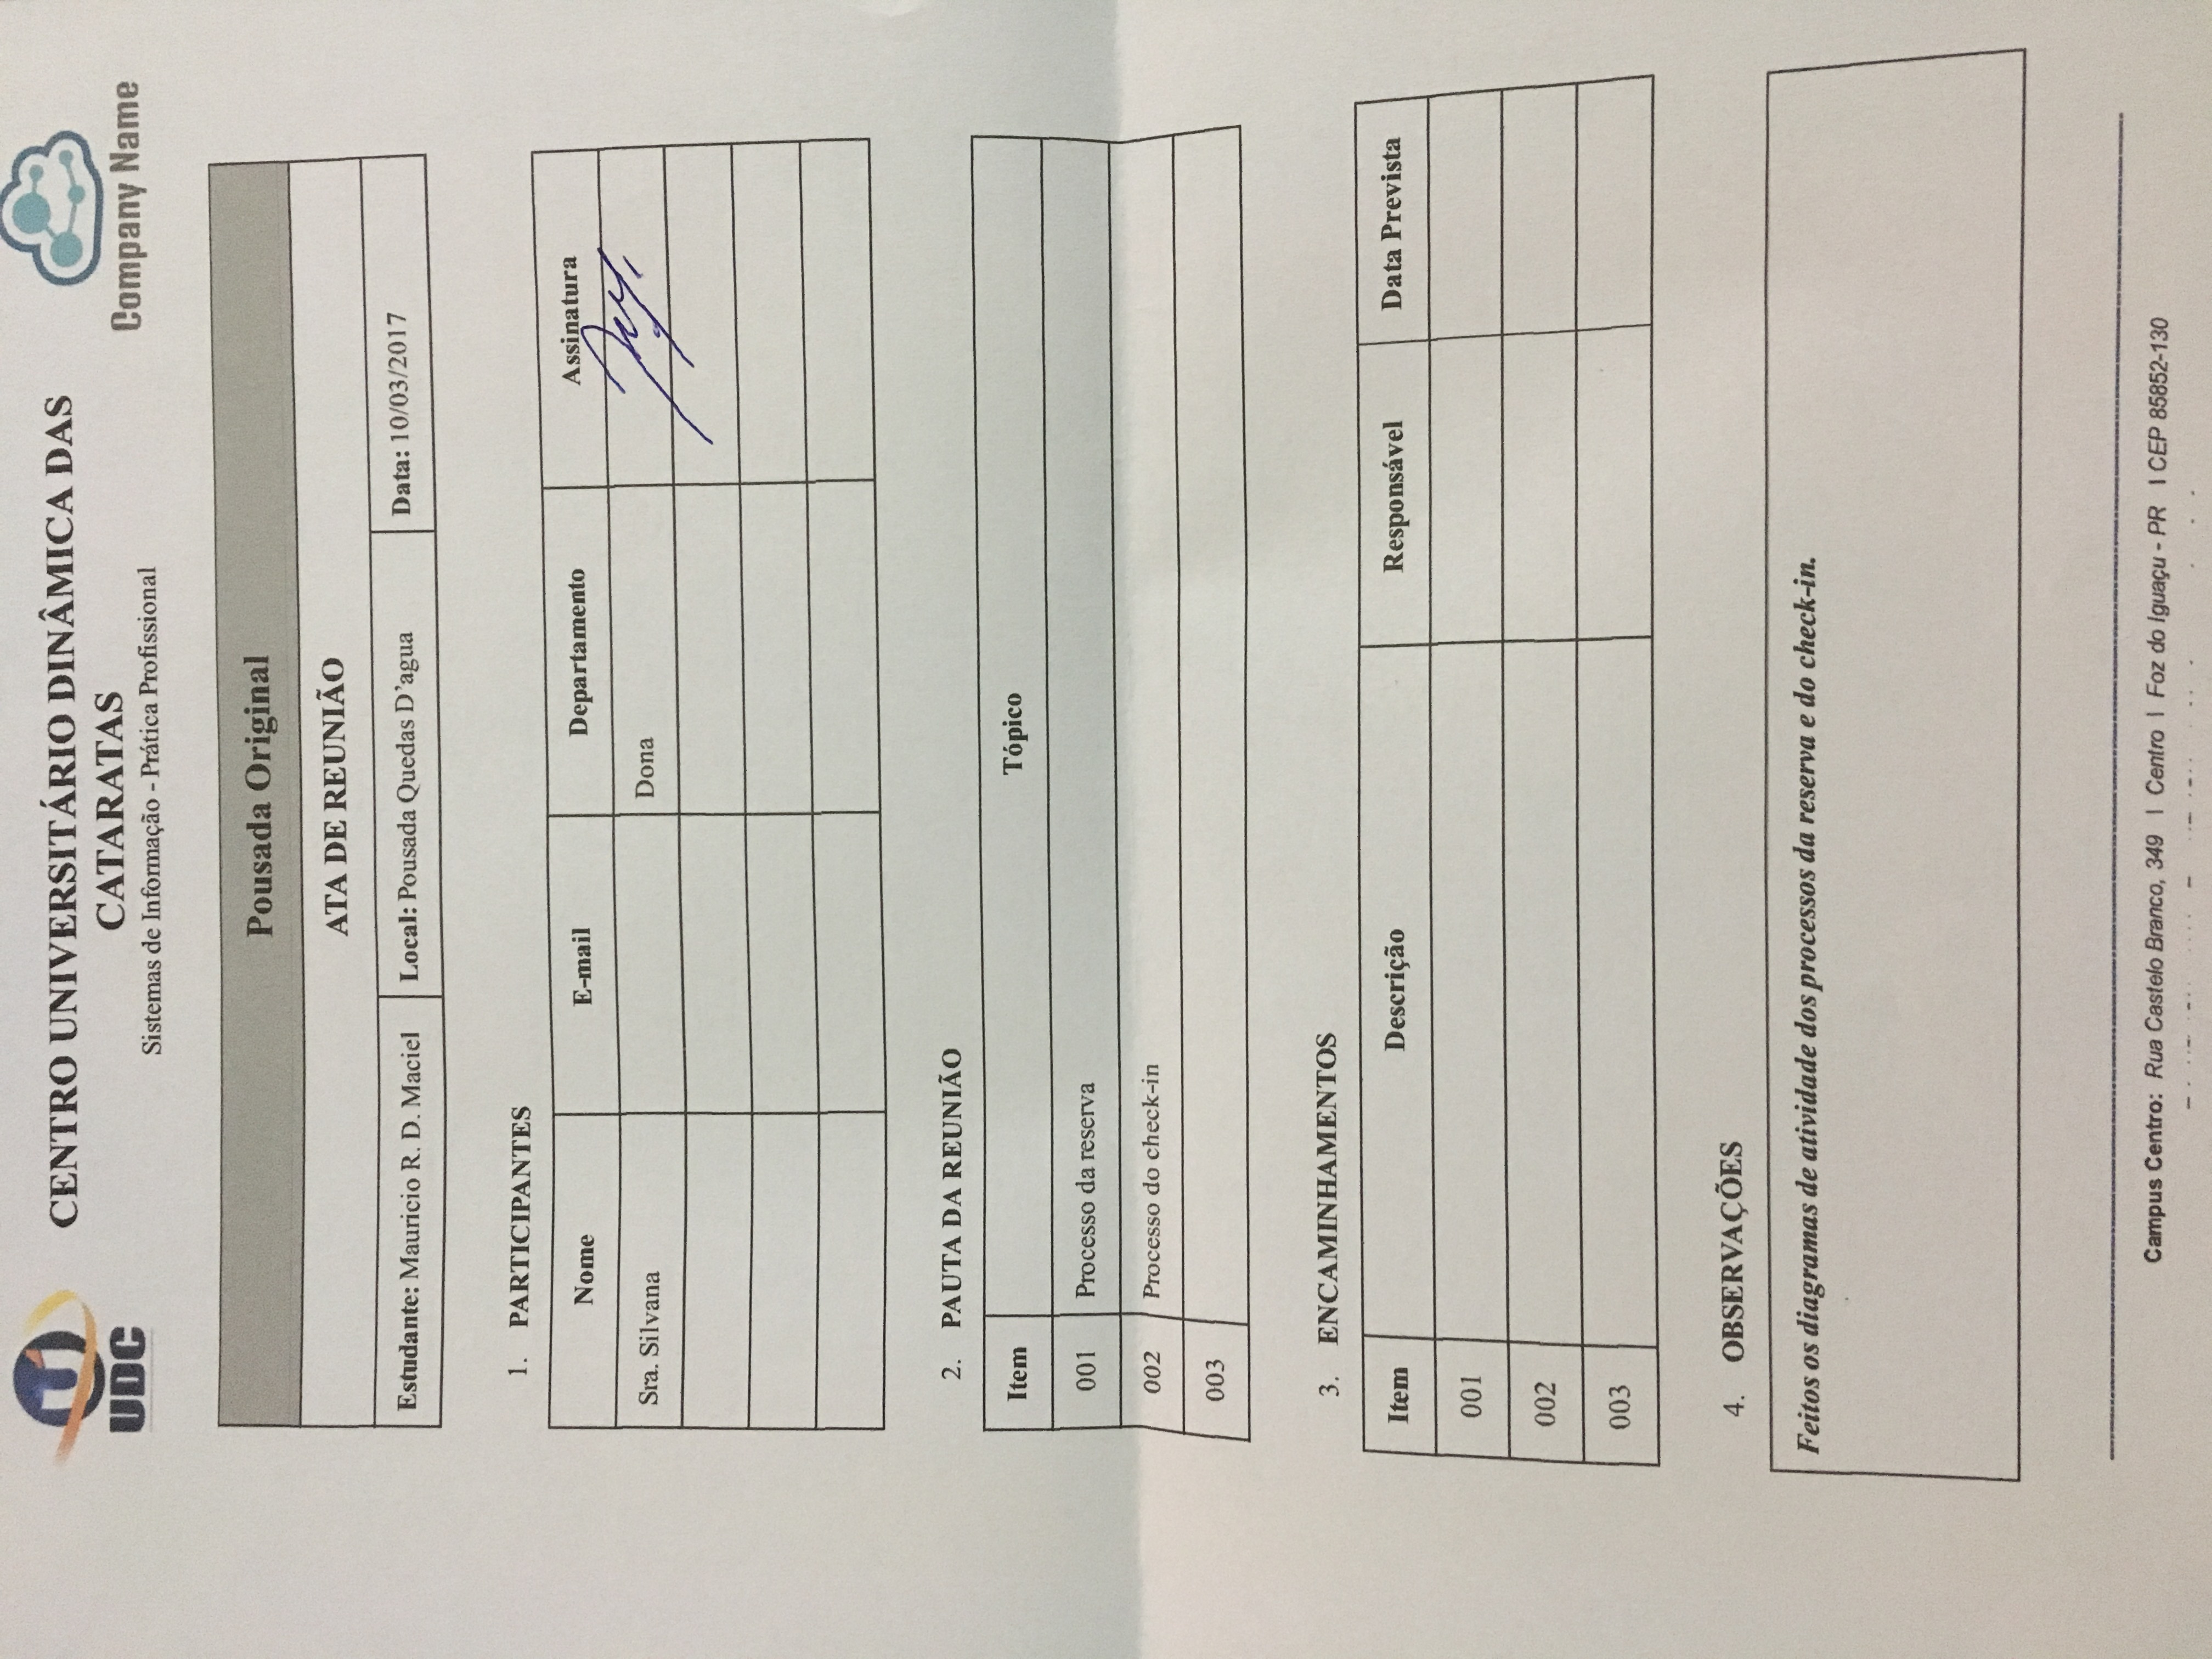 UDC
CENTRO UNIVERSITÁRIO DINÂMICA DAS
CATARATAS
Sistemas de Informação - Prática Profissional
Company Name
Pousada Original
ATA DE REUNIÃO
Estudante: Mauricio R. D. Maciel Local: Pousada Quedas D'agua Data: 10/03/2017
1. PARTICIPANTES
Nome E-mail Departamento Assinatura
Sra. Silvana Dona
2. PAUTA DA REUNIÃO
Item Tópico
001 Processo da reserva
002 Processo do check-in
003
3. ENCAMINHAMENTOS
Item Descrição Responsável Data Prevista
001
002
003
4. OBSERVAÇÕES
Feitos os diagramas de atividade dos processos da reserva e do check-in.
Campus Centro: Rua Castelo Branco, 349 | Centro | Foz do Iguaçu - PR | CEP 85852-130